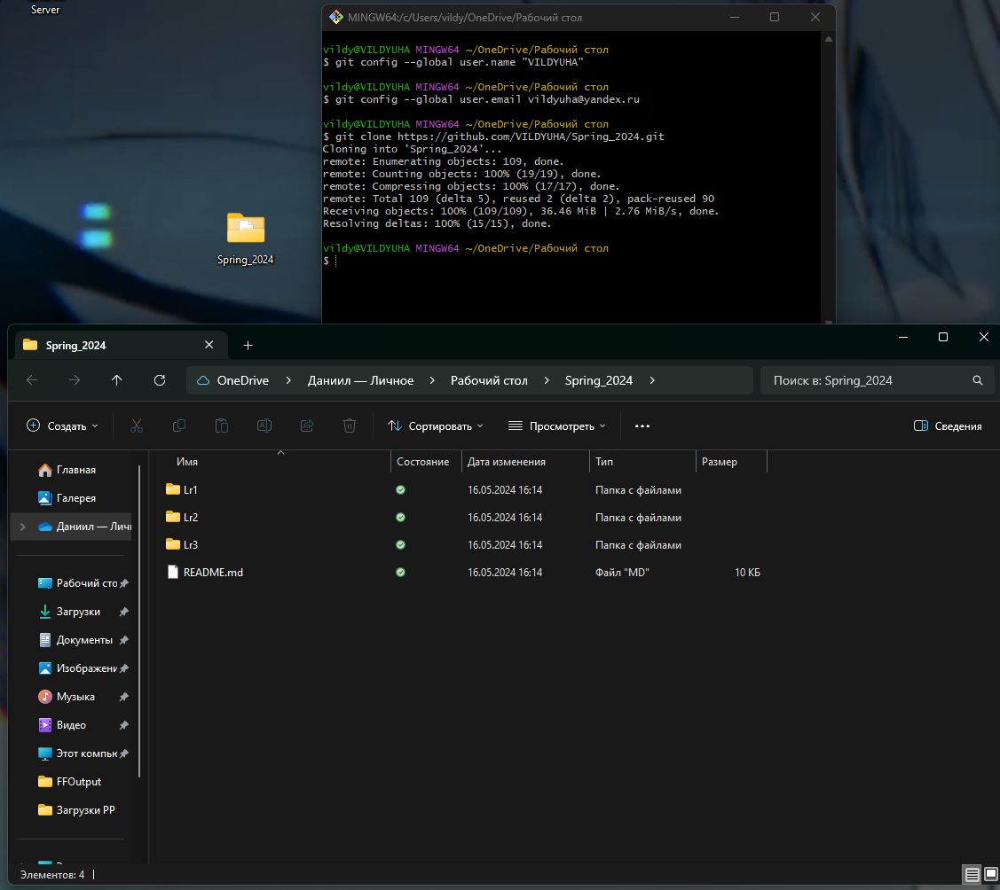 Server
MINGW64:/c/Users/vildy/OneDrive/Рабочий стол
vildy@VILDYUHA MINGW64 ~/OneDrive/Рабочий стол
$ git config --global user.name "VILDYUHA"
vildy@VILDYUHA MINGW64 ~/OneDrive/Рабочий стол
$ git config --global user.email vildyuha@yandex.ru
vildy@VILDYUHA MINGW64 ~/OneDrive/Рабочий стол
$ git clone https://github.com/VILDYUHA/Spring_2024.git
Cloning into 'Spring_2024'...
remote: Enumerating objects: 109, done.
remote: Counting objects: 100% (19/19), done.
remote: Compressing objects: 100% (17/17), done.
remote: Total 109 (delta 5), reused 2 (delta 2), pack-reused 90
Receiving objects: 100% (109/109), 36.46 MiB | 2.76 MiB/s, done.
Resolving deltas: 100% (15/15), done.
vildy@VILDYUHA MINGW64 ~/OneDrive/Рабочий стол
$
Spring_2024
Spring_2024
OneDrive > Даниил — Личное > Рабочий стол > Spring_2024 >
Поиск в: Spring_2024
Создать
Сортировать
Просмотреть
Сведения
Имя Состояние Дата изменения Тип Размер
Lr1 16.05.2024 16:14 Папка с файлами
Lr2 16.05.2024 16:14 Папка с файлами
Lr3 16.05.2024 16:14 Папка с файлами
README.md 16.05.2024 16:14 Файл "MD" 10 КБ
Главная
Галерея
Даниил — Личн
Рабочий сто
Загрузки
Документы
Изображени
Музыка
Видео
Этот компьк
FFOutput
Загрузки PP
Элементов: 4